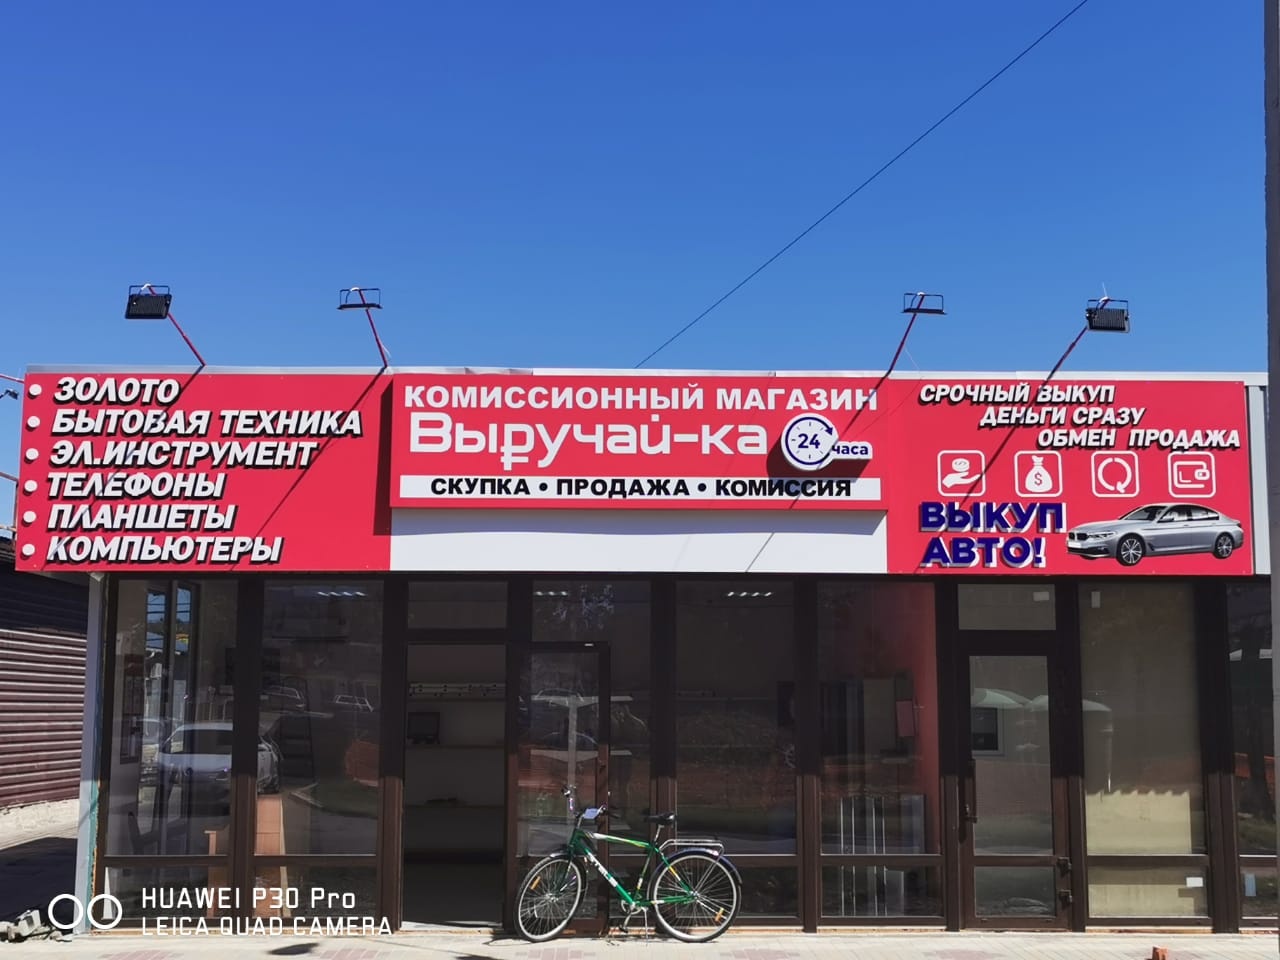 • ЗОЛОТО
• БЫТОВАЯ ТЕХНИКА
• ЭЛ.ИНСТРУМЕНТ
• ТЕЛЕФОНЫ
• ПЛАНШЕТЫ
• КОМПЬЮТЕРЫ
КОМИССИОННЫЙ МАГАЗИН
Выручай-ка
24 часа
СКУПКА • ПРОДАЖА • КОМИССИЯ
СРОЧНЫЙ ВЫКУП
ДЕНЬГИ СРАЗУ
ОБМЕН ПРОДАЖА
$
ВЫКУП
АВТО!
HUAWEI P30 Pro
LEICA QUAD CAMERA